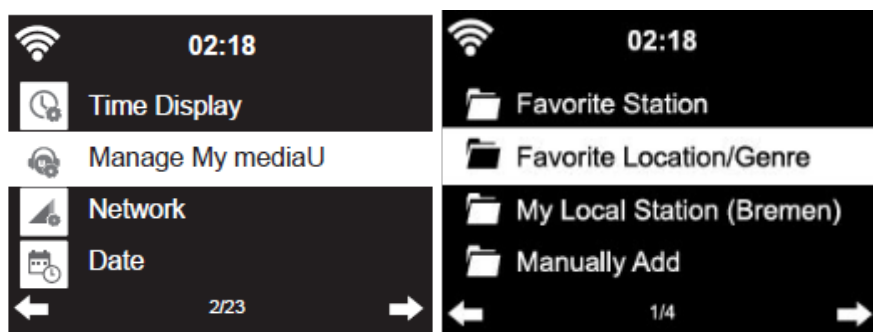 02:18
Time Display
Manage My mediaU
Network
Date
2/23
02:18
Favorite Station
Favorite Location/Genre
My Local Station (Bremen)
Manually Add
1/4